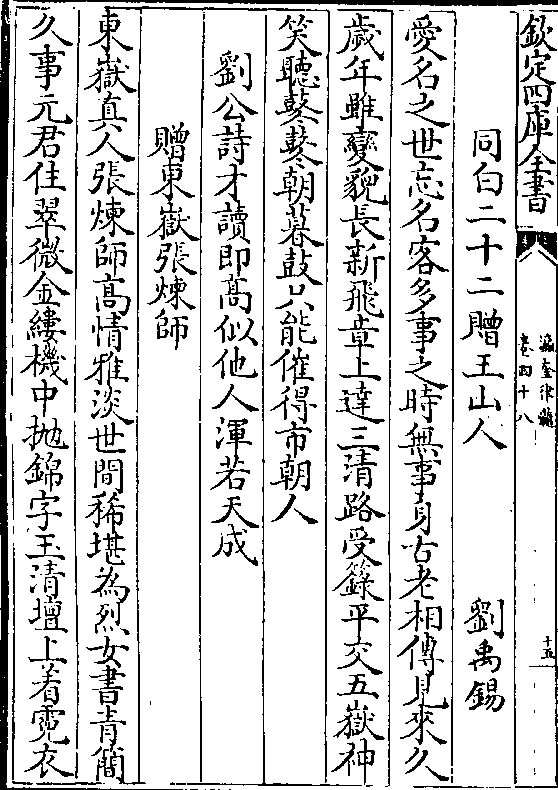 欽定四庫全書
瀛奎律髓
卷四十八
十五
同白二十二贈王山人 劉禹錫
愛名之世忘名客多事之時無事身古老相傳見來久
歲年雖變貌長新飛章上達三清路受籙平交五嶽神
笑聽鼕鼕朝暮鼓只能催得市朝人
劉公詩才讀即髙似他人渾若天成
贈東嶽張煉師
東嶽真人張煉師髙情雅淡世間稀堪為烈女書青簡
久事元君住翠微金縷機中抛錦字玉清壇上着霓衣